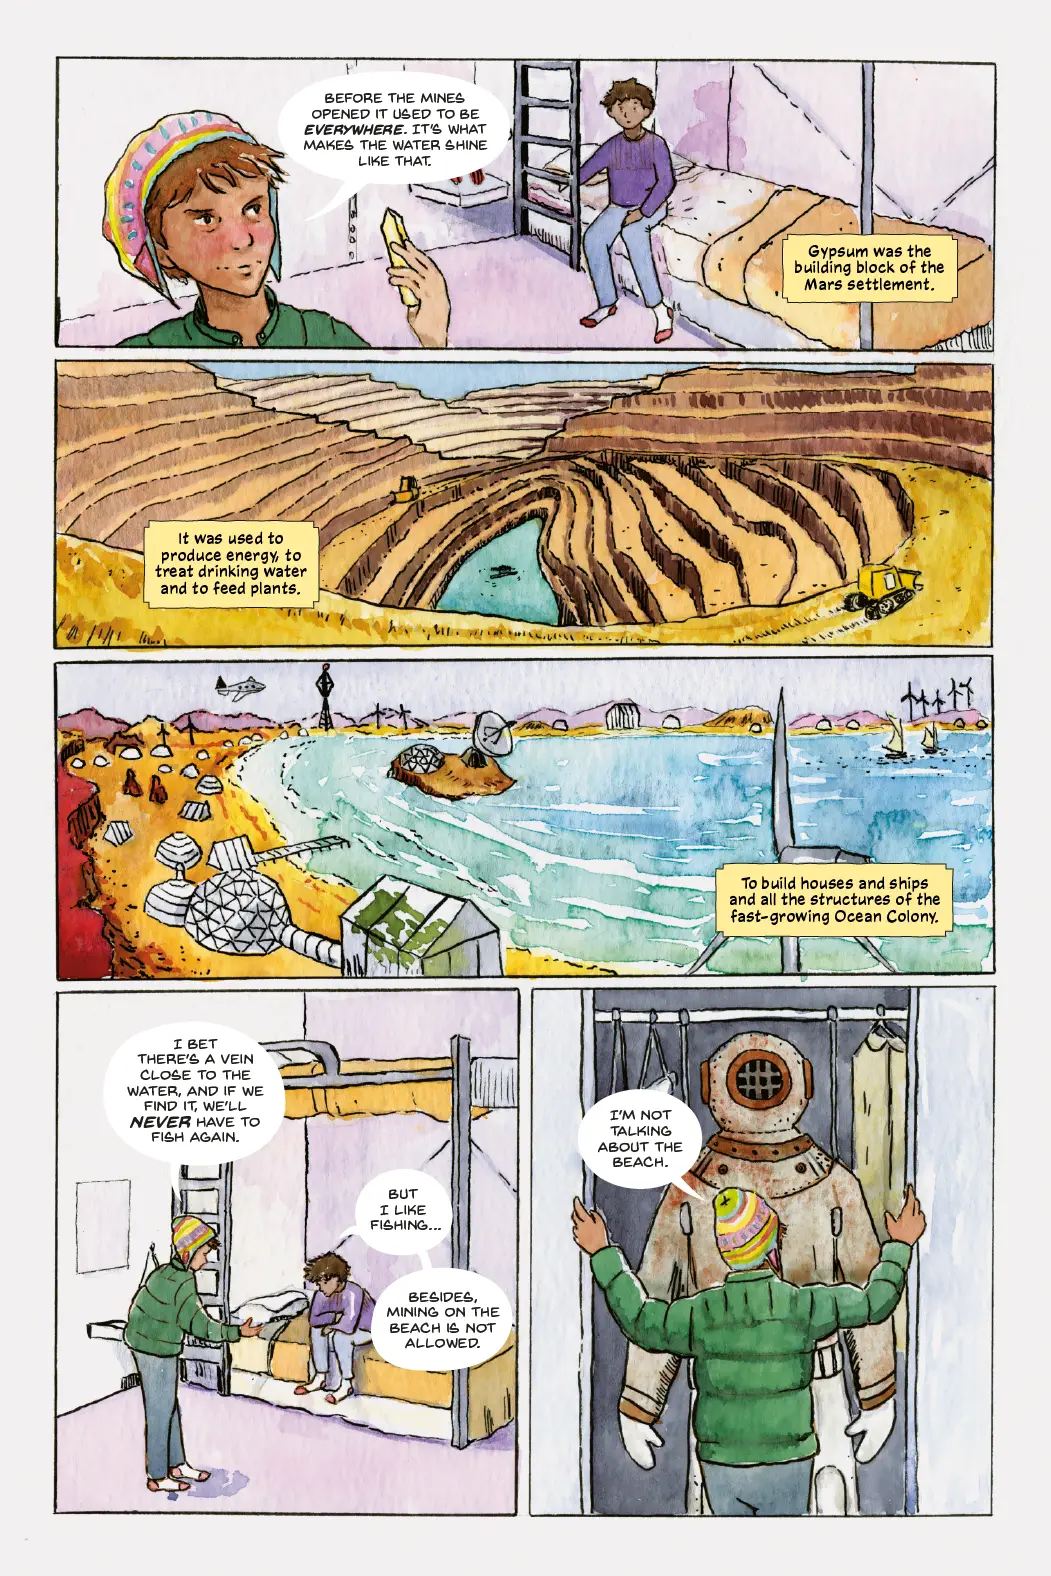 BEFORE THE MINES
OPENED IT USED TO BE
EVERYWHERE. IT'S WHAT
MAKES THE WATER SHINE
LIKE THAT.
Gypsum was the
building block of the
Mars settlement.
It was used to
produce energy, to
treat drinking water
and to feed plants.
To build houses and ships
and all the structures of the
fast-growing Ocean Colony.
I BET
THERE'S A VEIN
CLOSE TO THE
WATER, AND IF WE
FIND IT, WE'LL
NEVER HAVE TO
FISH AGAIN.
BUT
I LIKE
FISHING...
BESIDES,
MINING ON THE
BEACH IS NOT
ALLOWED.
I'M NOT
TALKING
ABOUT THE
BEACH.